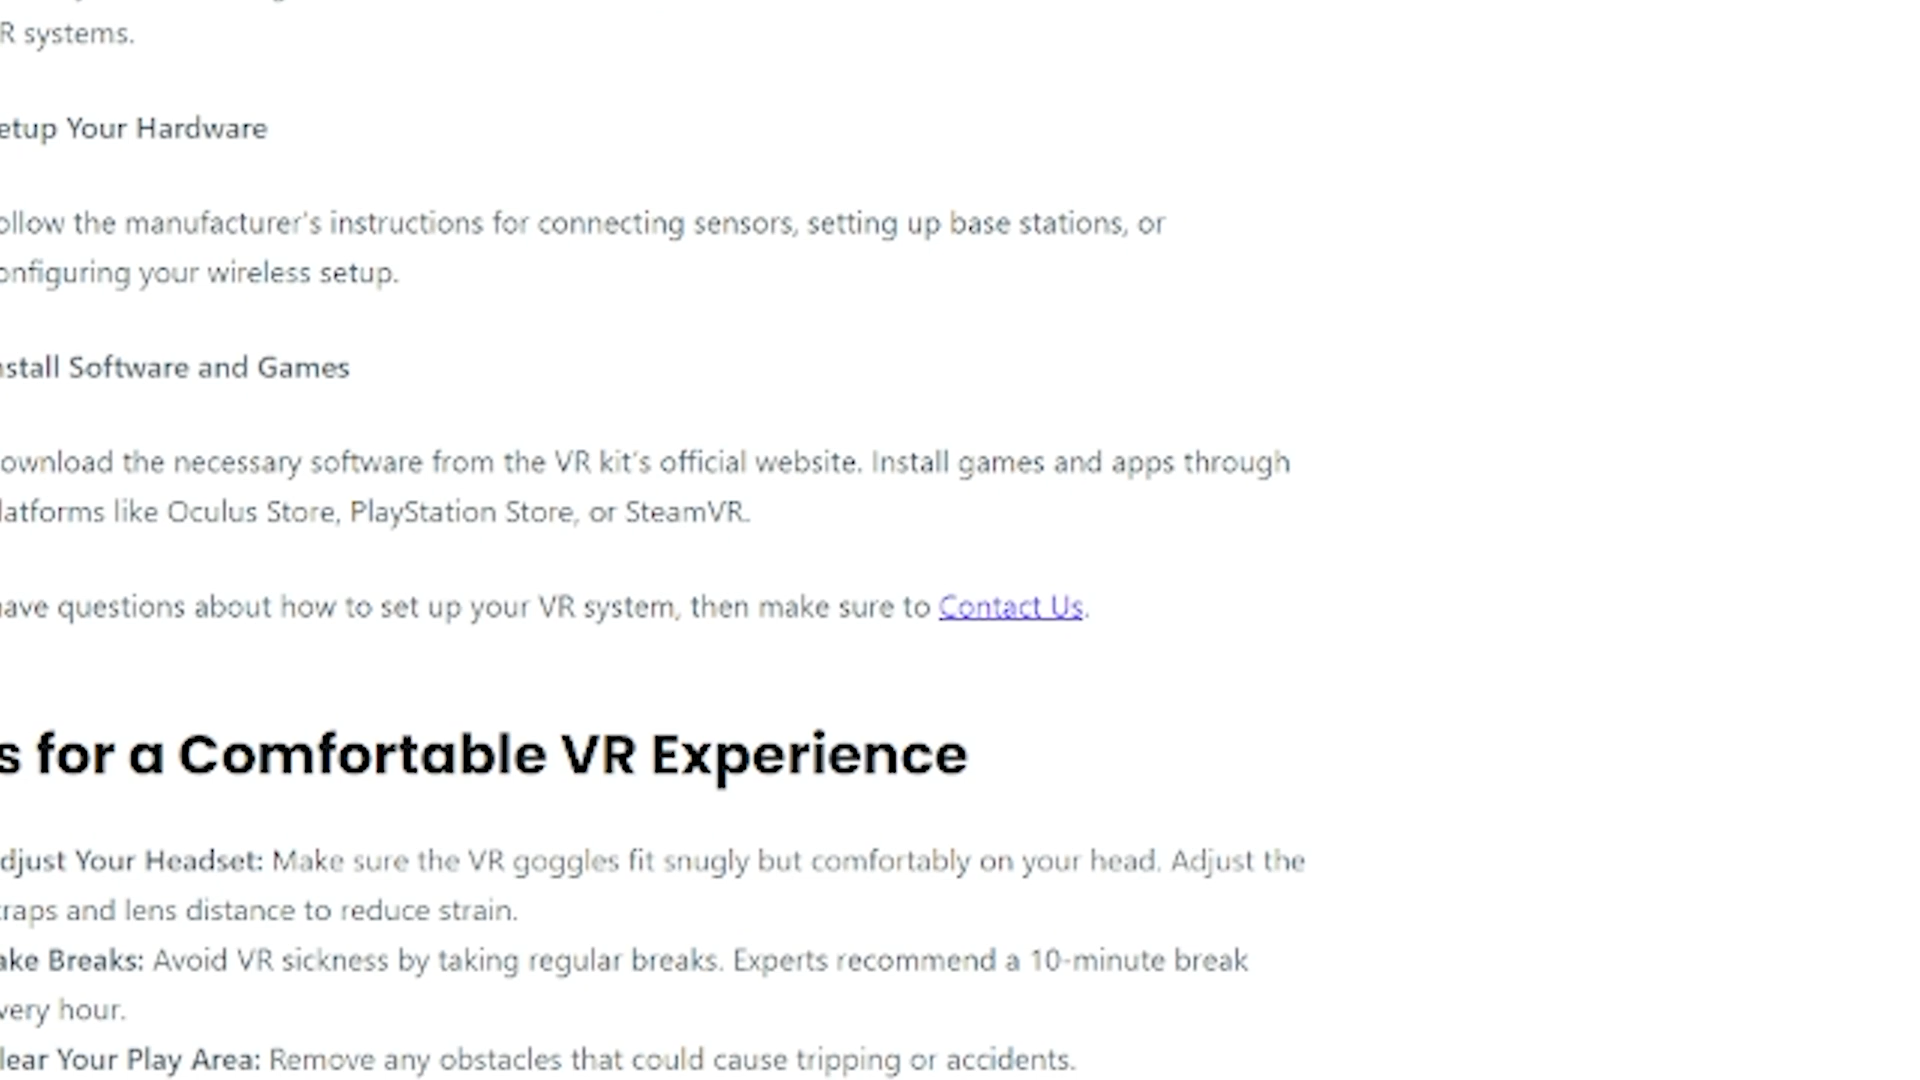 R systems.
etup Your Hardware
ollow the manufacturer's instructions for connecting sensors, setting up base stations, or
onfiguring your wireless setup.
nstall Software and Games
ownload the necessary software from the VR kit's official website. Install games and apps through
latforms like Oculus Store, PlayStation Store, or SteamVR.
ave questions about how to set up your VR system, then make sure to Contact Us.
s for a Comfortable VR Experience
djust Your Headset: Make sure the VR goggles fit snugly but comfortably on your head. Adjust the
traps and lens distance to reduce strain.
ake Breaks: Avoid VR sickness by taking regular breaks. Experts recommend a 10-minute break
very hour.
lear Your Play Area: Remove any obstacles that could cause tripping or accidents.